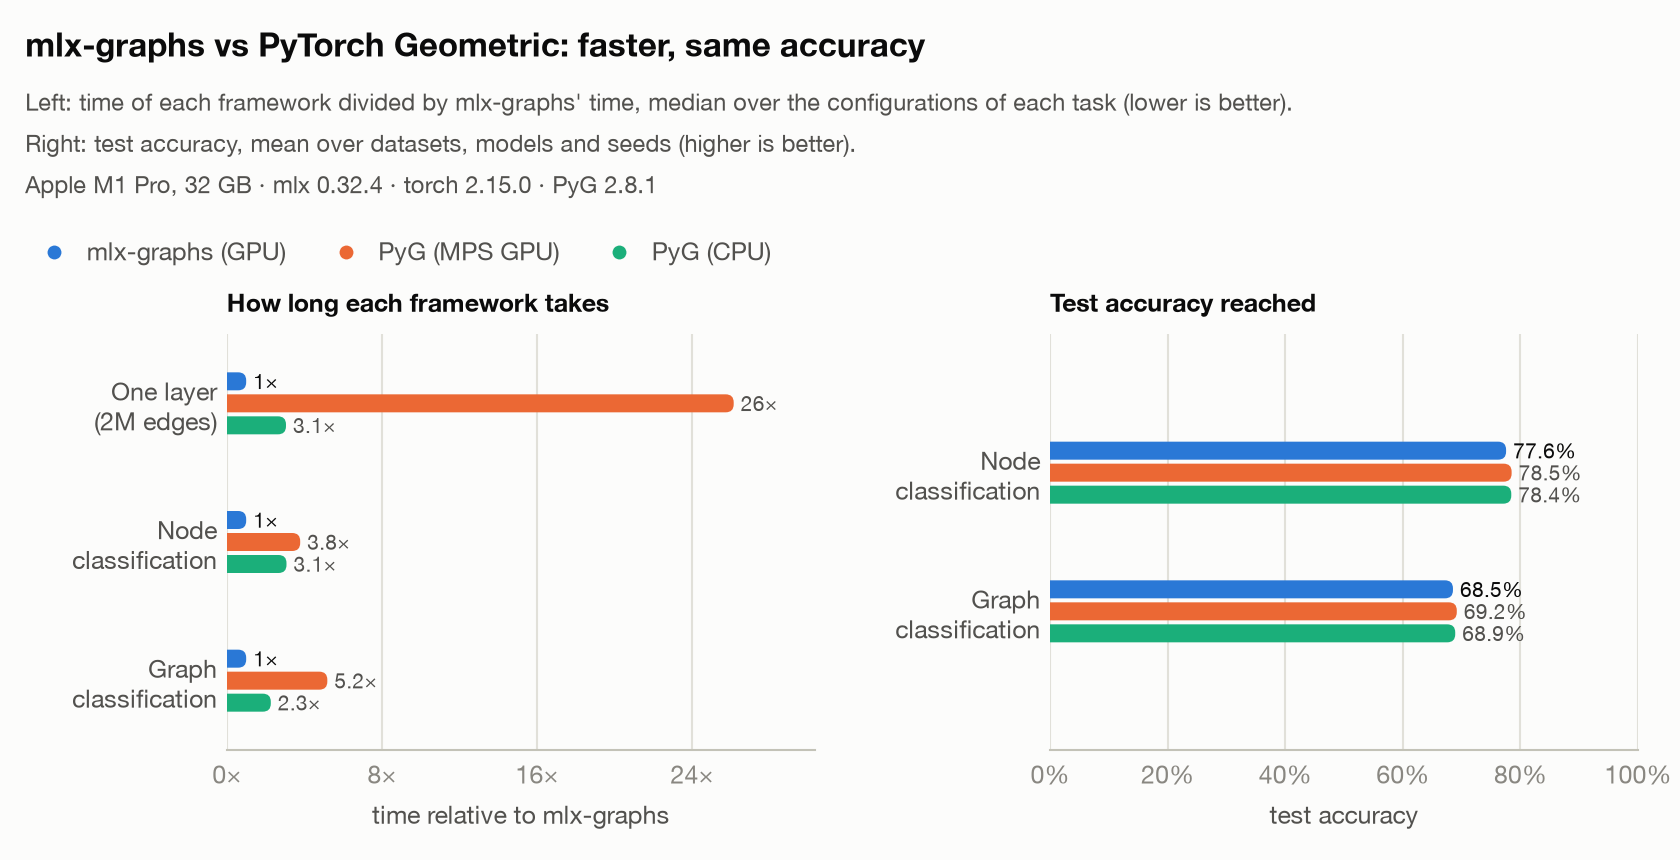 mlx-graphs vs PyTorch Geometric: faster, same accuracy
Left: time of each framework divided by mlx-graphs' time, median over the configurations of each task (lower is better).
Right: test accuracy, mean over datasets, models and seeds (higher is better).
Apple M1 Pro, 32 GB · mlx 0.32.4 · torch 2.15.0 · PyG 2.8.1
mlx-graphs (GPU) PyG (MPS GPU) PyG (CPU)
How long each framework takes
One layer
(2M edges)
1×
26×
3.1×
Node
classification
1×
3.8×
3.1×
Graph
classification
1×
5.2×
2.3×
0× 8× 16× 24×
time relative to mlx-graphs
Test accuracy reached
Node
classification
77.6%
78.5%
78.4%
Graph
classification
68.5%
69.2%
68.9%
0% 20% 40% 60% 80% 100%
test accuracy